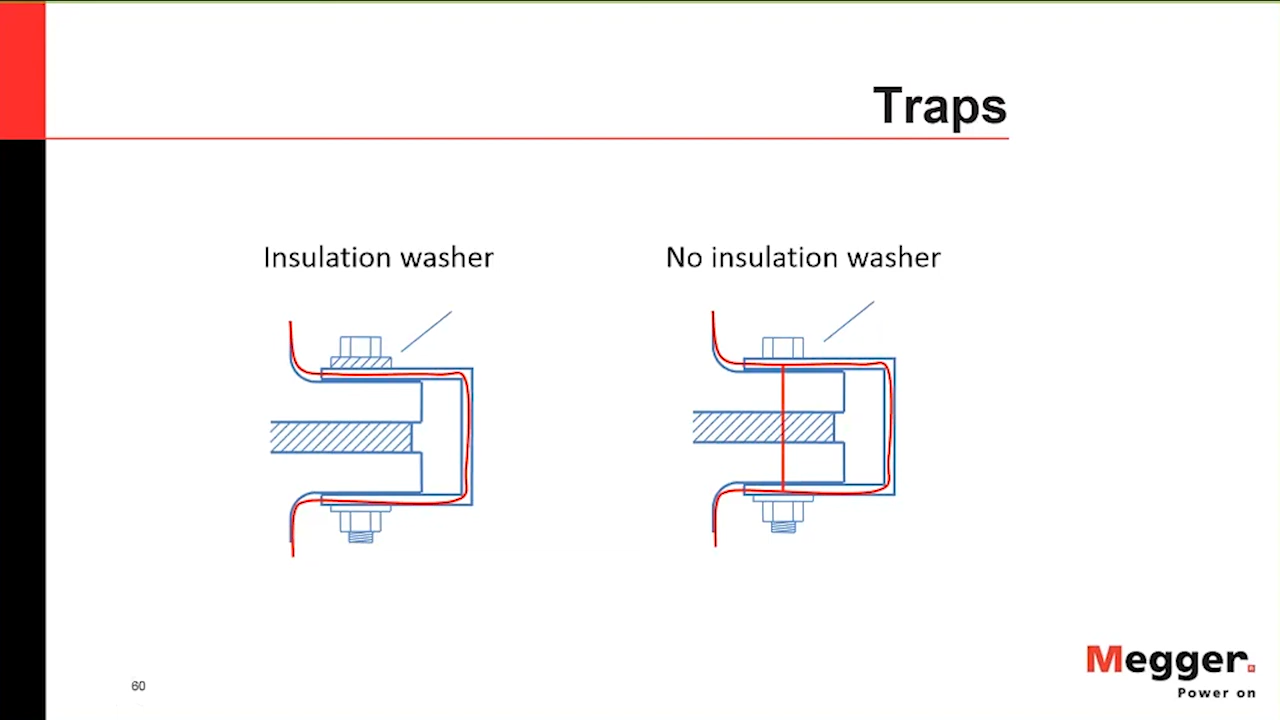 Traps
Insulation washer
No insulation washer
60
Megger.
Power on